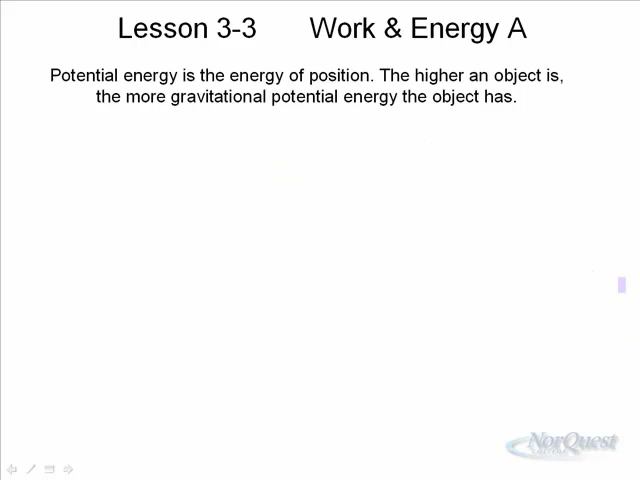 Lesson 3-3 Work & Energy A
Potential energy is the energy of position. The higher an object is,
the more gravitational potential energy the object has.
NorQuest